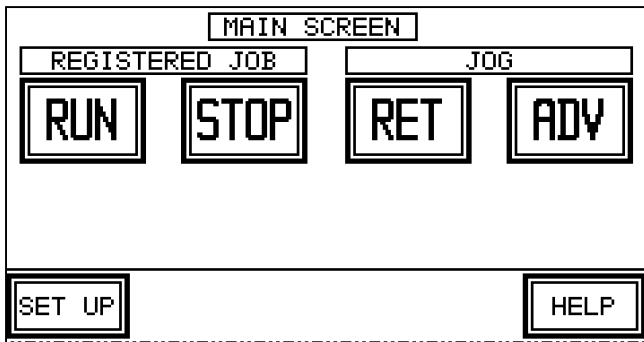 MAIN SCREEN
REGISTERED JOB JOG
RUN STOP RET ADV
SET UP HELP